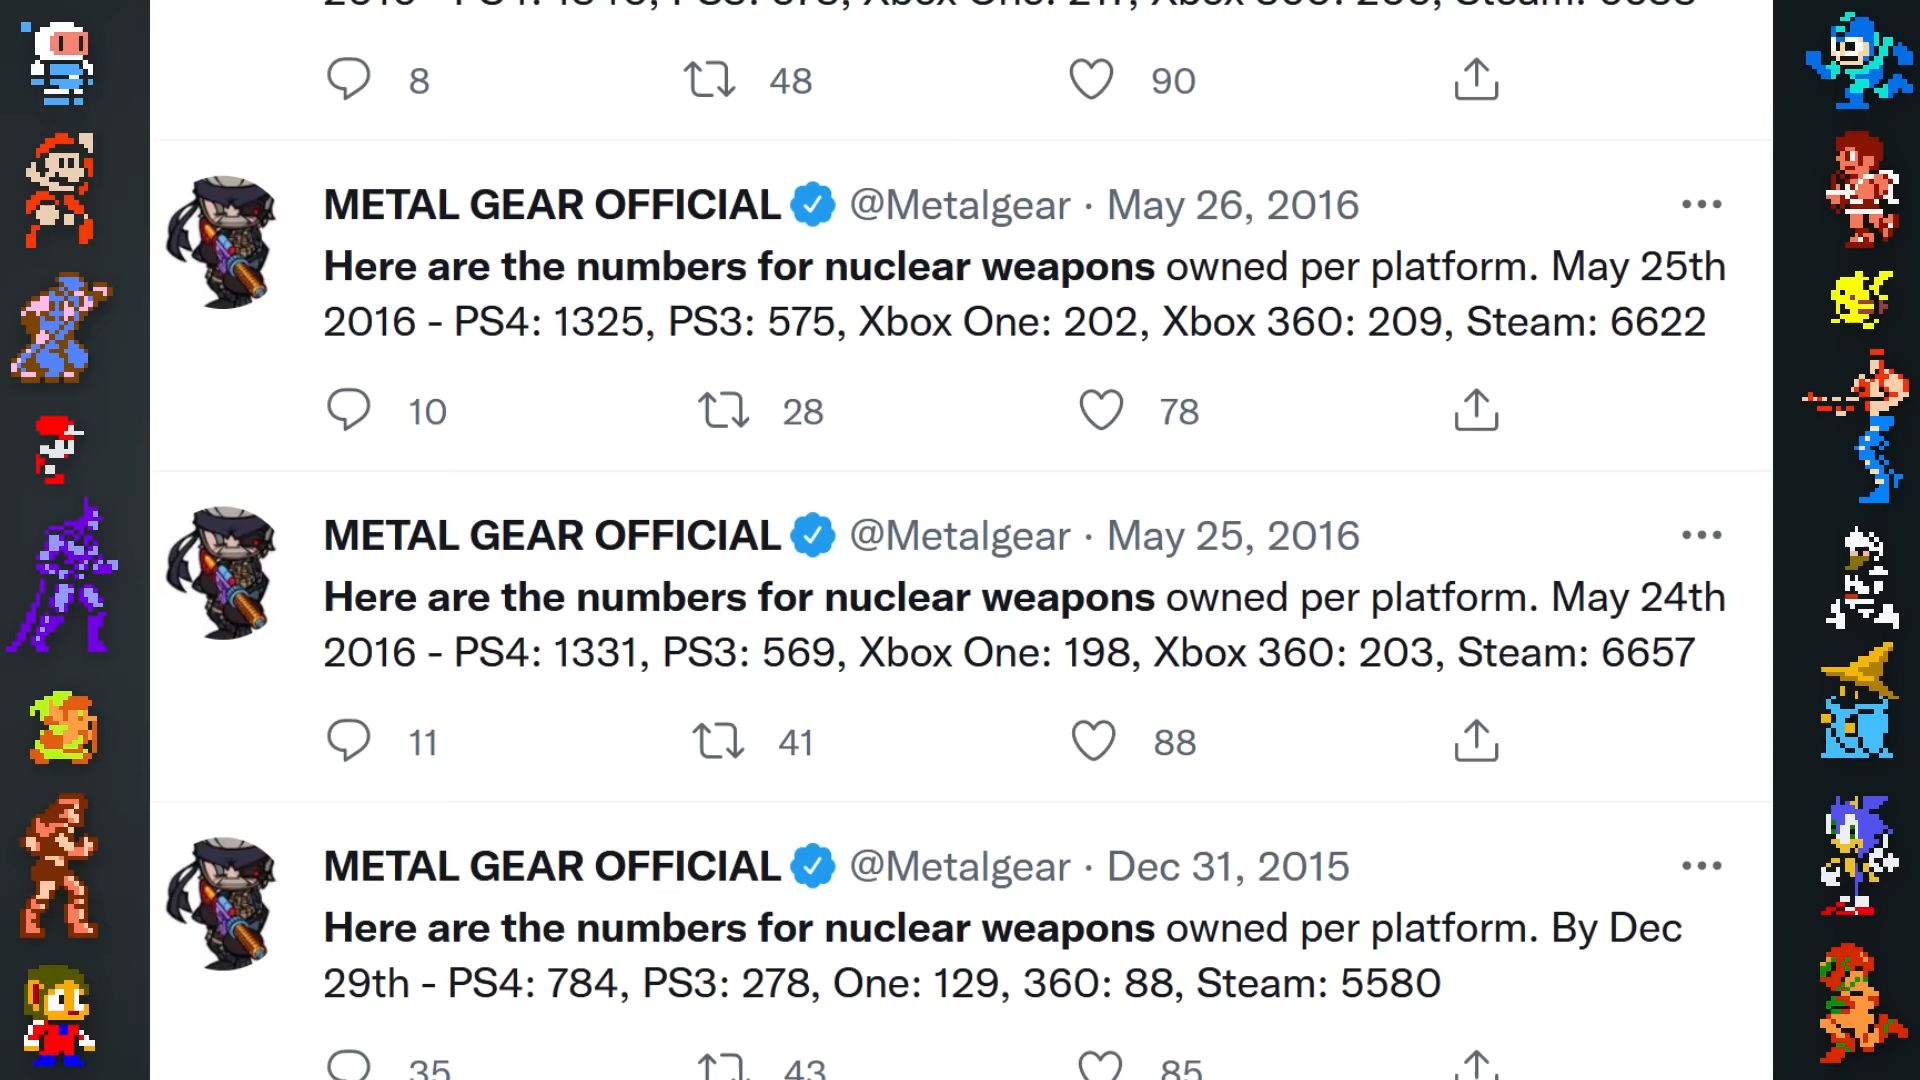 8 48 90
METAL GEAR OFFICIAL @Metalgear · May 26, 2016
Here are the numbers for nuclear weapons owned per platform. May 25th
2016 - PS4: 1325, PS3: 575, Xbox One: 202, Xbox 360: 209, Steam: 6622
10 28 78
METAL GEAR OFFICIAL @Metalgear · May 25, 2016
Here are the numbers for nuclear weapons owned per platform. May 24th
2016 - PS4: 1331, PS3: 569, Xbox One: 198, Xbox 360: 203, Steam: 6657
11 41 88
METAL GEAR OFFICIAL @Metalgear · Dec 31, 2015
Here are the numbers for nuclear weapons owned per platform. By Dec
29th - PS4: 784, PS3: 278, One: 129, 360: 88, Steam: 5580
35 43 85